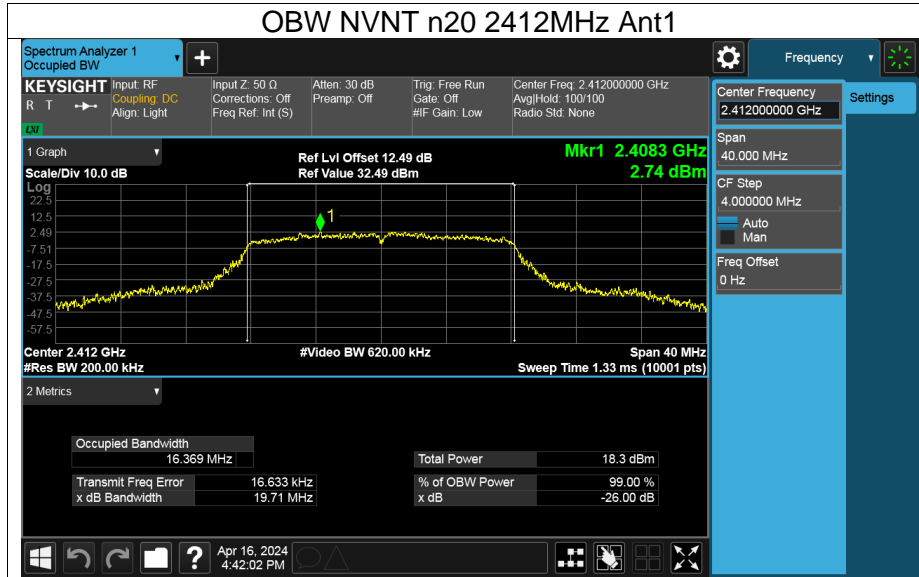 OBW NVNT n20 2412MHz Ant1
Spectrum Analyzer 1
Occupied BW
+
Frequency
KEYSIGHT
R T
LXI
Input: RF
Coupling: DC
Align: Light
Input Z: 50 Ω
Corrections: Off
Freq Ref: Int (S)
Atten: 30 dB
Preamp: Off
Trig: Free Run
Gate: Off
#IF Gain: Low
Center Freq: 2.412000000 GHz
Avg|Hold: 100/100
Radio Std: None
Center Frequency
2.412000000 GHz
Settings
Span
40.000 MHz
CF Step
4.000000 MHz
Auto
Man
Freq Offset
0 Hz
1 Graph
Ref Lvl Offset 12.49 dB
Mkr1 2.4083 GHz
Scale/Div 10.0 dB
Ref Value 32.49 dBm
2.74 dBm
Log
22.5
12.5
2.49
-7.51
-17.5
-27.5
-37.5
-47.5
-57.5
1
Center 2.412 GHz
#Video BW 620.00 kHz
Span 40 MHz
#Res BW 200.00 kHz
Sweep Time 1.33 ms (10001 pts)
2 Metrics
Occupied Bandwidth
16.369 MHz
Total Power 18.3 dBm
Transmit Freq Error 16.633 kHz
% of OBW Power 99.00 %
x dB Bandwidth 19.71 MHz
x dB -26.00 dB
?
Apr 16, 2024
4:42:02 PM